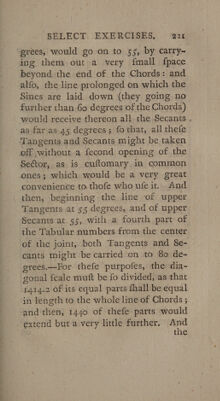 SELECT EXERCISES. 221
grees, would go on to 55, by carry-
ing them out a very ſmall ſpace
beyond the end of the Chords: and
alſo, the line prolonged on which the
Sines are laid down (they going no
further than 60 degrees of the Chords)
would receive thereon all the Secants
as far as 45 degrees; ſo that, all theſe
Tangents and Secants might be taken
off without a ſecond opening of the
Sector, as is cuſtomary in common
ones; which would be a very great
convenience to thoſe who uſe it. And
then, beginning the line of upper
Tangents at 55 degrees, and of upper
Secants at 55, with a fourth part of
the Tabular numbers from the center
of the joint, both Tangents and Se-
cants might be carried on to 80 de-
grees.—For theſe purpoſes, the dia-
gonal ſcale muſt be ſo divided, as that
1414.2 of its equal parts ſhall be equal
in length to the whole line of Chords;
and then, 1440 of theſe parts would
extend but a very little further. And
the